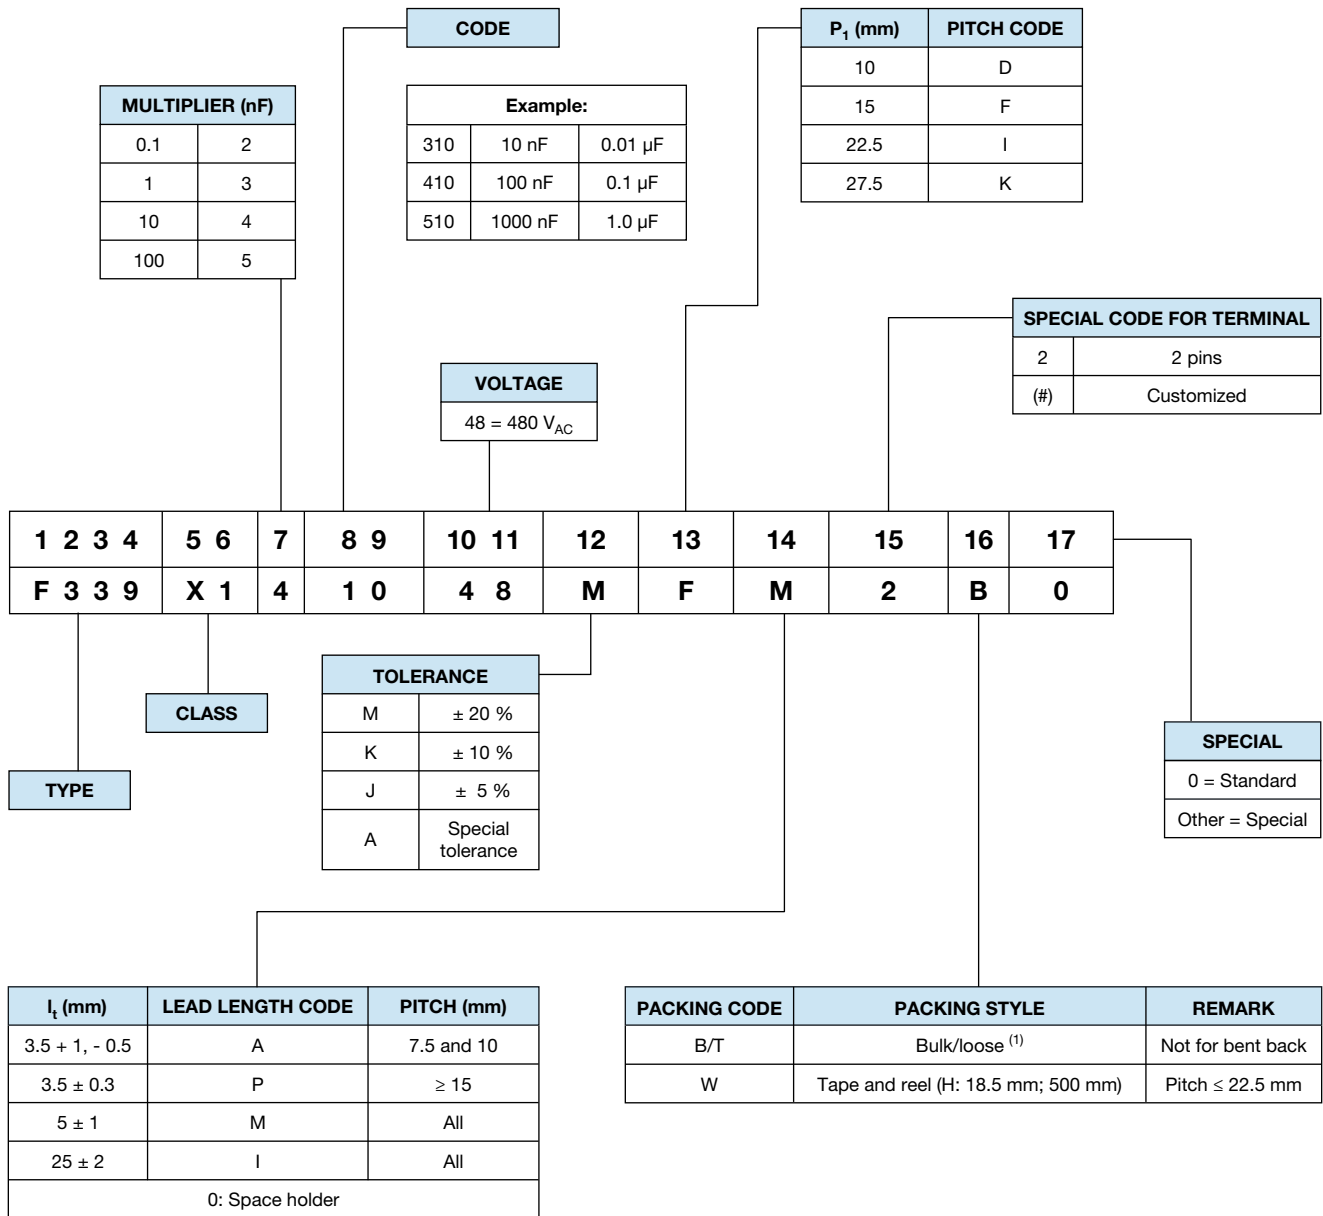 CODE
P1 (mm) PITCH CODE
10 D
15 F
22.5 I
27.5 K
MULTIPLIER (nF)
0.1 2
1 3
10 4
100 5
Example:
310 10 nF 0.01 µF
410 100 nF 0.1 µF
510 1000 nF 1.0 µF
SPECIAL CODE FOR TERMINAL
2 2 pins
(#) Customized
VOLTAGE
48 = 480 VAC
1 2 3 4 5 6 7 8 9 10 11 12 13 14 15 16 17
F 3 3 9 X 1 4 1 0 4 8 M F M 2 B 0
TOLERANCE
M ± 20 %
K ± 10 %
J ± 5 %
A Special
tolerance
CLASS
TYPE
SPECIAL
0 = Standard
Other = Special
lt (mm) LEAD LENGTH CODE PITCH (mm)
3.5 + 1, - 0.5 A 7.5 and 10
3.5 ± 0.3 P ≥ 15
5 ± 1 M All
25 ± 2 I All
0: Space holder
PACKING CODE PACKING STYLE REMARK
B/T Bulk/loose (1) Not for bent back
W Tape and reel (H: 18.5 mm; 500 mm) Pitch ≤ 22.5 mm